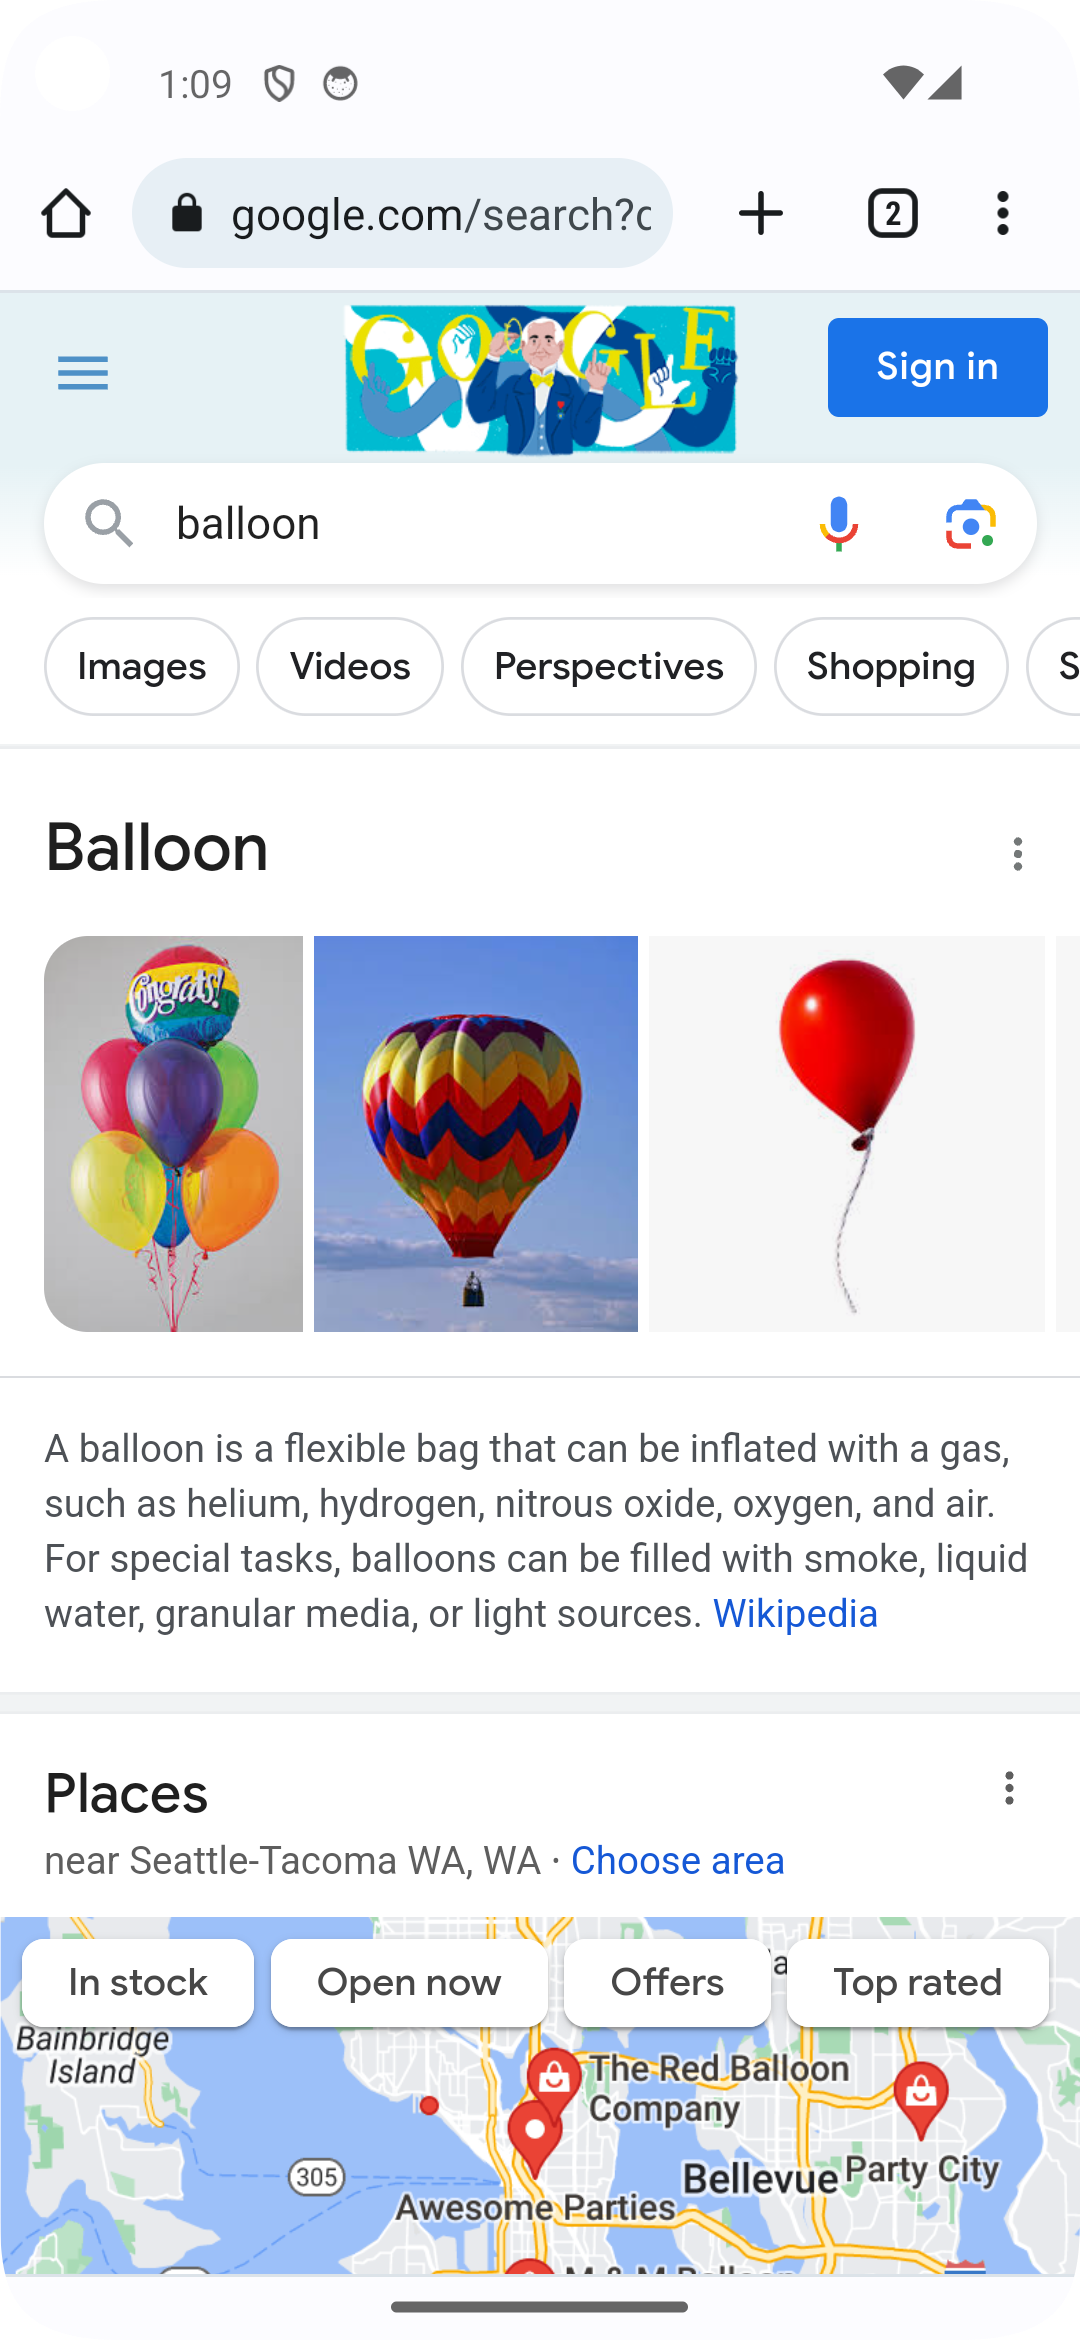 1:09
google.com/search?
2
GOOGLE
Sign in
balloon
Images
Videos
Perspectives
Shopping
S
Balloon
Congrats!
A balloon is a flexible bag that can be inflated with a gas,
such as helium, hydrogen, nitrous oxide, oxygen, and air.
For special tasks, balloons can be filled with smoke, liquid
water, granular media, or light sources. Wikipedia
Places
near Seattle-Tacoma WA, WA · Choose area
In stock
Open now
Offers
Top rated
Bainbridge
Island
The Red Balloon
Company
305
Bellevue
Party City
Awesome Parties
M & M Balloon